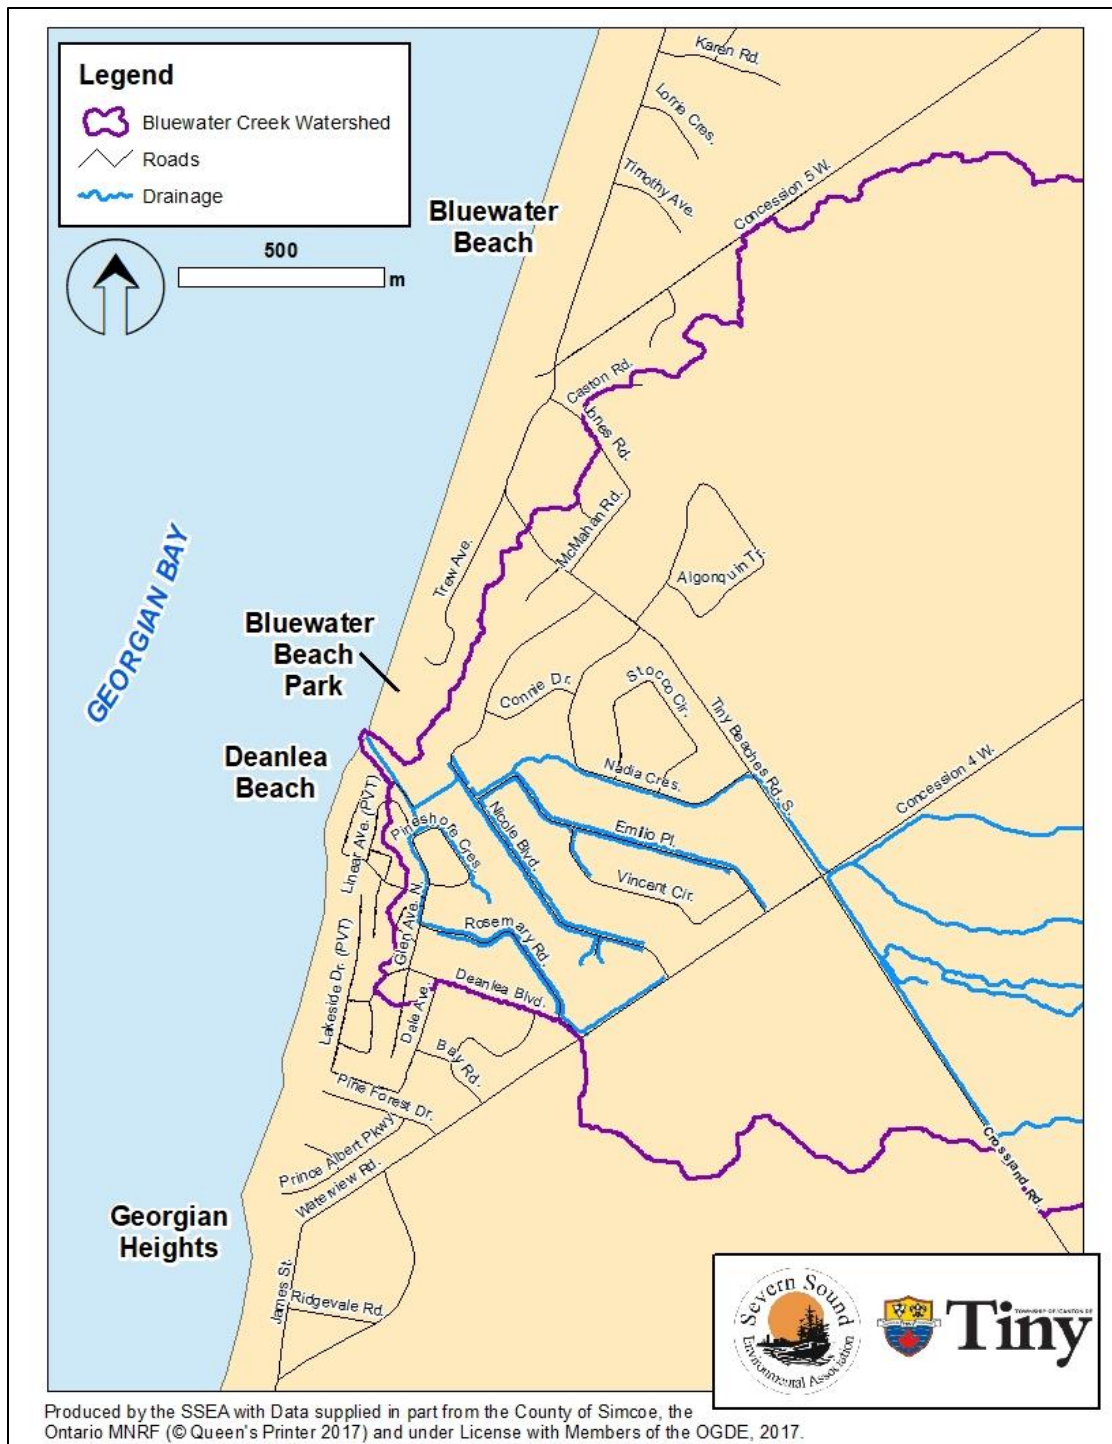 Legend
Bluewater Creek Watershed
Roads
Drainage
500
m
Karen Rd.
Lorrie Cres.
Timothy Ave.
Concession 5 W.
Bluewater
Beach
Caston Rd.
Jones Rd.
McMahan Rd.
Trew Ave.
Algonquin Tr.
GEORGIAN BAY
Bluewater
Beach
Park
Connie Dr.
Stocco Cir.
Tiny Beaches Rd. S.
Deanlea
Beach
Nadia Cres.
Concession 4 W.
Linear Ave. (PVT)
Pineshore Cres.
Nicole Blvd.
Emilio Pl.
Vincent Cir.
Glen Ave. N.
Rosemary Rd.
Lakeside Dr. (PVT)
Deanlea Blvd.
Dale Ave.
Bay Rd.
Pine Forest Dr.
Prince Albert Pkwy
Waterview Rd.
Crossland Rd.
Georgian
Heights
James St.
Ridgevale Rd.
Severn Sound
Environmental Association
TOWNSHIP OF/CANTON DE
Tiny
Produced by the SSEA with Data supplied in part from the County of Simcoe, the
Ontario MNRF (© Queen's Printer 2017) and under License with Members of the OGDE, 2017.